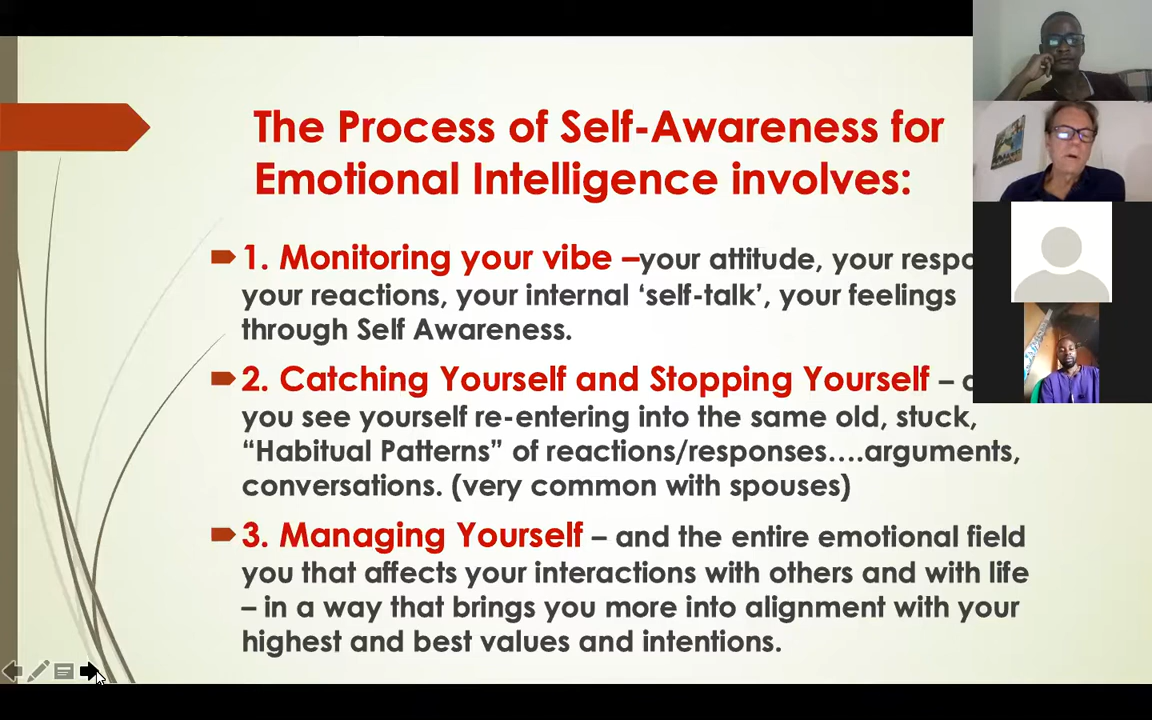 The Process of Self-Awareness for
Emotional Intelligence involves:
1. Monitoring your vibe –your attitude, your
your reactions, your internal ‘self-talk’, your feelings
through Self Awareness.
2. Catching Yourself and Stopping Yourself –
you see yourself re-entering into the same old, stuck,
“Habitual Patterns” of reactions/responses….arguments,
conversations. (very common with spouses)
3. Managing Yourself – and the entire emotional field
you that affects your interactions with others and with life
– in a way that brings you more into alignment with your
highest and best values and intentions.